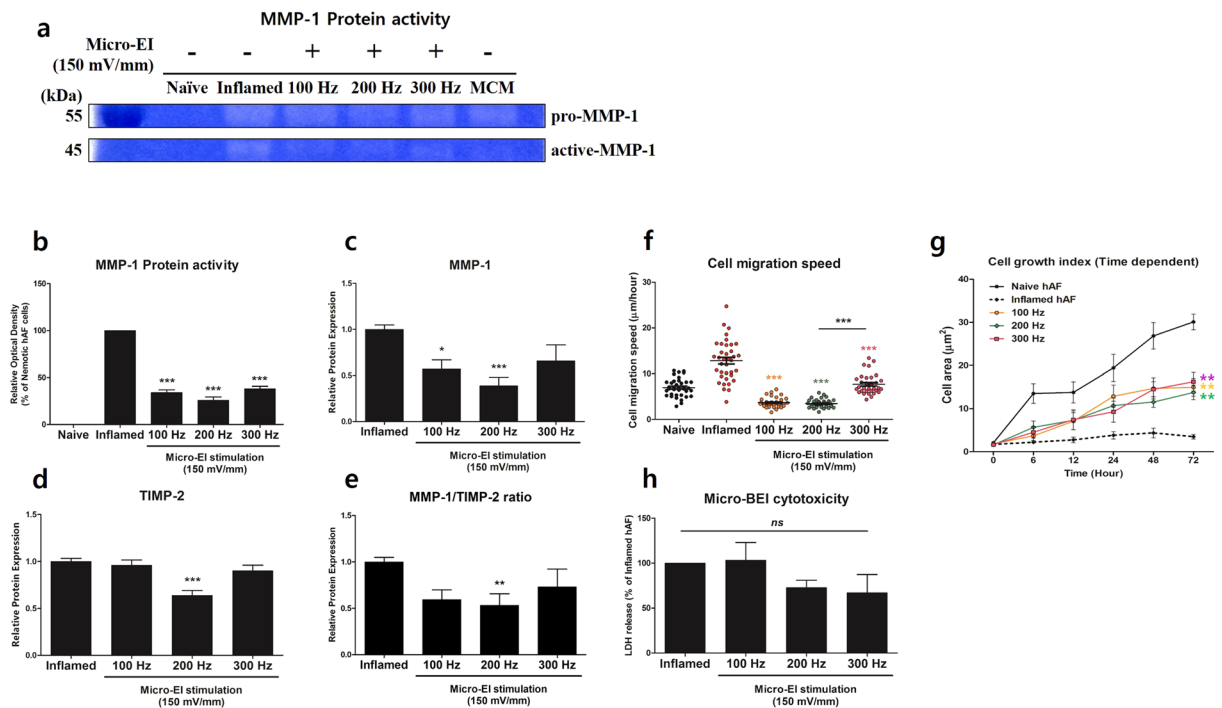 a
MMP-1 Protein activity
Micro-EI
(150 mV/mm)
- - + + + -
Naïve Inflamed 100 Hz 200 Hz 300 Hz MCM
(kDa)
55 pro-MMP-1
45 active-MMP-1
b
MMP-1 Protein activity
Relative Optical Density
(% of Nemotic hAF cells)
150
100
50
0
*** *** ***
Naive Inflamed 100 Hz 200 Hz 300 Hz
Micro-EI stimulation
(150 mV/mm)
c
MMP-1
Relative Protein Expression
1.5
1.0
0.5
0.0
* ***
Inflamed 100 Hz 200 Hz 300 Hz
Micro-EI stimulation
(150 mV/mm)
f
Cell migration speed
Cell migration speed (μm/hour)
30
20
10
0
*** *** *** ***
Naive Inflamed 100 Hz 200 Hz 300 Hz
Micro-EI stimulation
(150 mV/mm)
g
Cell growth index (Time dependent)
Cell area (μm²)
40
30
20
10
0
Naive hAF
Inflamed hAF
100 Hz
200 Hz
300 Hz
**
**
**
0 6 12 24 48 72
Time (Hour)
d
TIMP-2
Relative Protein Expression
1.5
1.0
0.5
0.0
***
Inflamed 100 Hz 200 Hz 300 Hz
Micro-EI stimulation
(150 mV/mm)
e
MMP-1/TIMP-2 ratio
Relative Protein Expression
1.5
1.0
0.5
0.0
**
Inflamed 100 Hz 200 Hz 300 Hz
Micro-EI stimulation
(150 mV/mm)
h
Micro-BEI cytotoxicity
LDH release (% of Inflamed hAF)
150
100
50
0
ns
Inflamed 100 Hz 200 Hz 300 Hz
Micro-EI stimulation
(150 mV/mm)